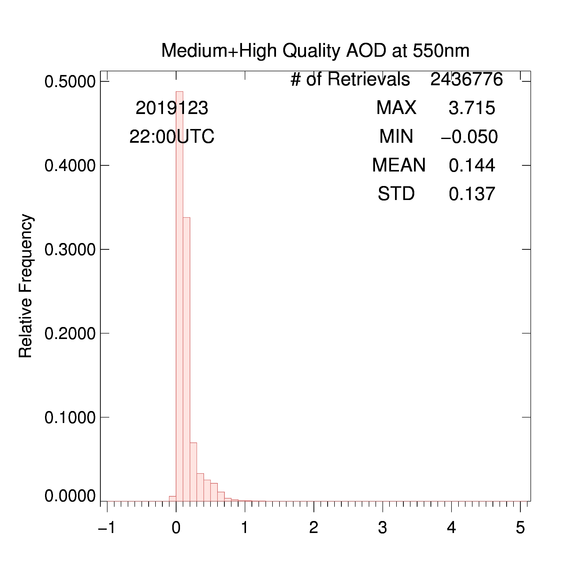 Medium+High Quality AOD at 550nm
# of Retrievals 2436776
2019123
22:00UTC
MAX 3.715
MIN −0.050
MEAN 0.144
STD 0.137
Relative Frequency
0.5000
0.4000
0.3000
0.2000
0.1000
0.0000
−1 0 1 2 3 4 5